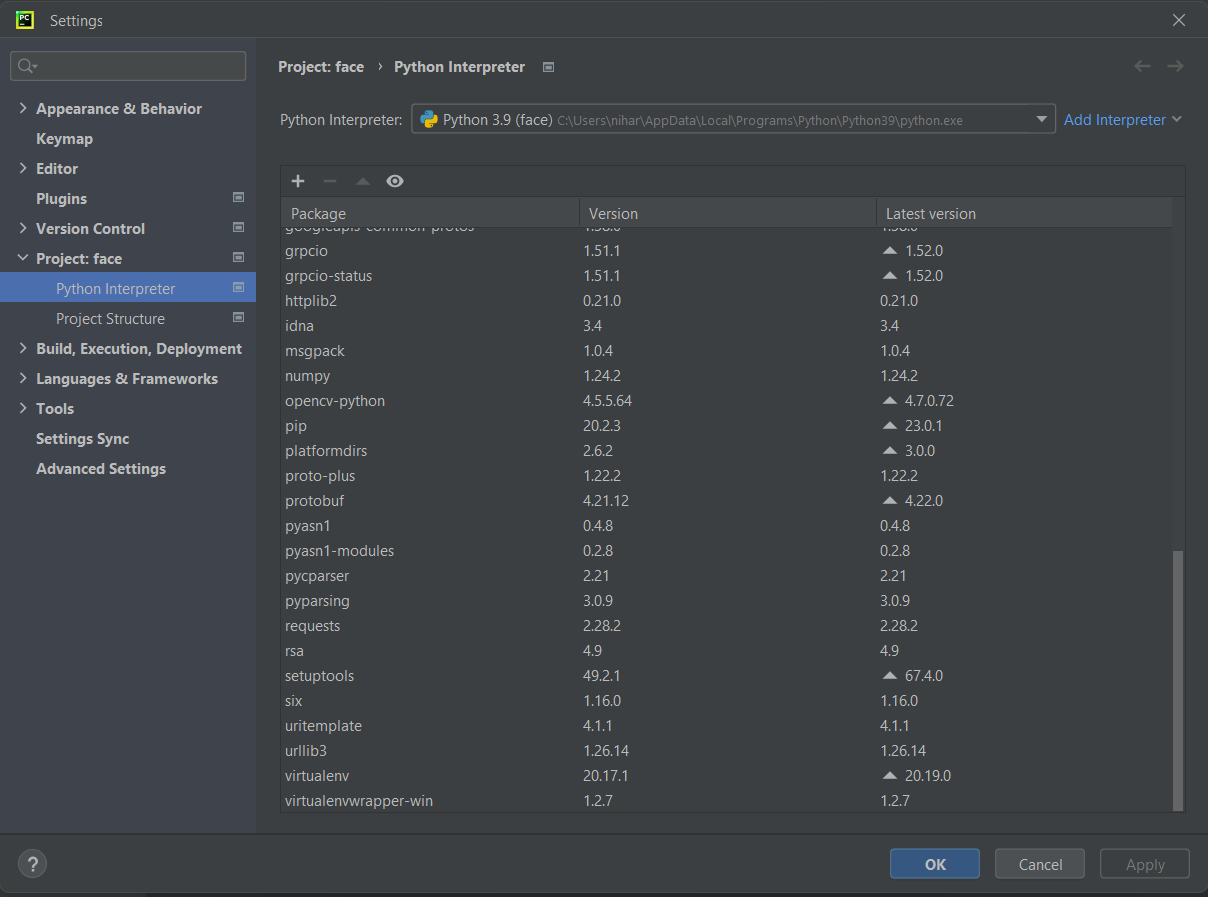 PC
Settings
Project: face › Python Interpreter
Python Interpreter: Python 3.9 (face) C:\Users\nihar\AppData\Local\Programs\Python\Python39\python.exe Add Interpreter
Appearance & Behavior
Keymap
Editor
Plugins
Version Control
Project: face
Python Interpreter
Project Structure
Build, Execution, Deployment
Languages & Frameworks
Tools
Settings Sync
Advanced Settings
Package Version Latest version
googleapis-common-protos 1.58.0 1.58.0
grpcio 1.51.1 1.52.0
grpcio-status 1.51.1 1.52.0
httplib2 0.21.0 0.21.0
idna 3.4 3.4
msgpack 1.0.4 1.0.4
numpy 1.24.2 1.24.2
opencv-python 4.5.5.64 4.7.0.72
pip 20.2.3 23.0.1
platformdirs 2.6.2 3.0.0
proto-plus 1.22.2 1.22.2
protobuf 4.21.12 4.22.0
pyasn1 0.4.8 0.4.8
pyasn1-modules 0.2.8 0.2.8
pycparser 2.21 2.21
pyparsing 3.0.9 3.0.9
requests 2.28.2 2.28.2
rsa 4.9 4.9
setuptools 49.2.1 67.4.0
six 1.16.0 1.16.0
uritemplate 4.1.1 4.1.1
urllib3 1.26.14 1.26.14
virtualenv 20.17.1 20.19.0
virtualenvwrapper-win 1.2.7 1.2.7
?
OK Cancel Apply